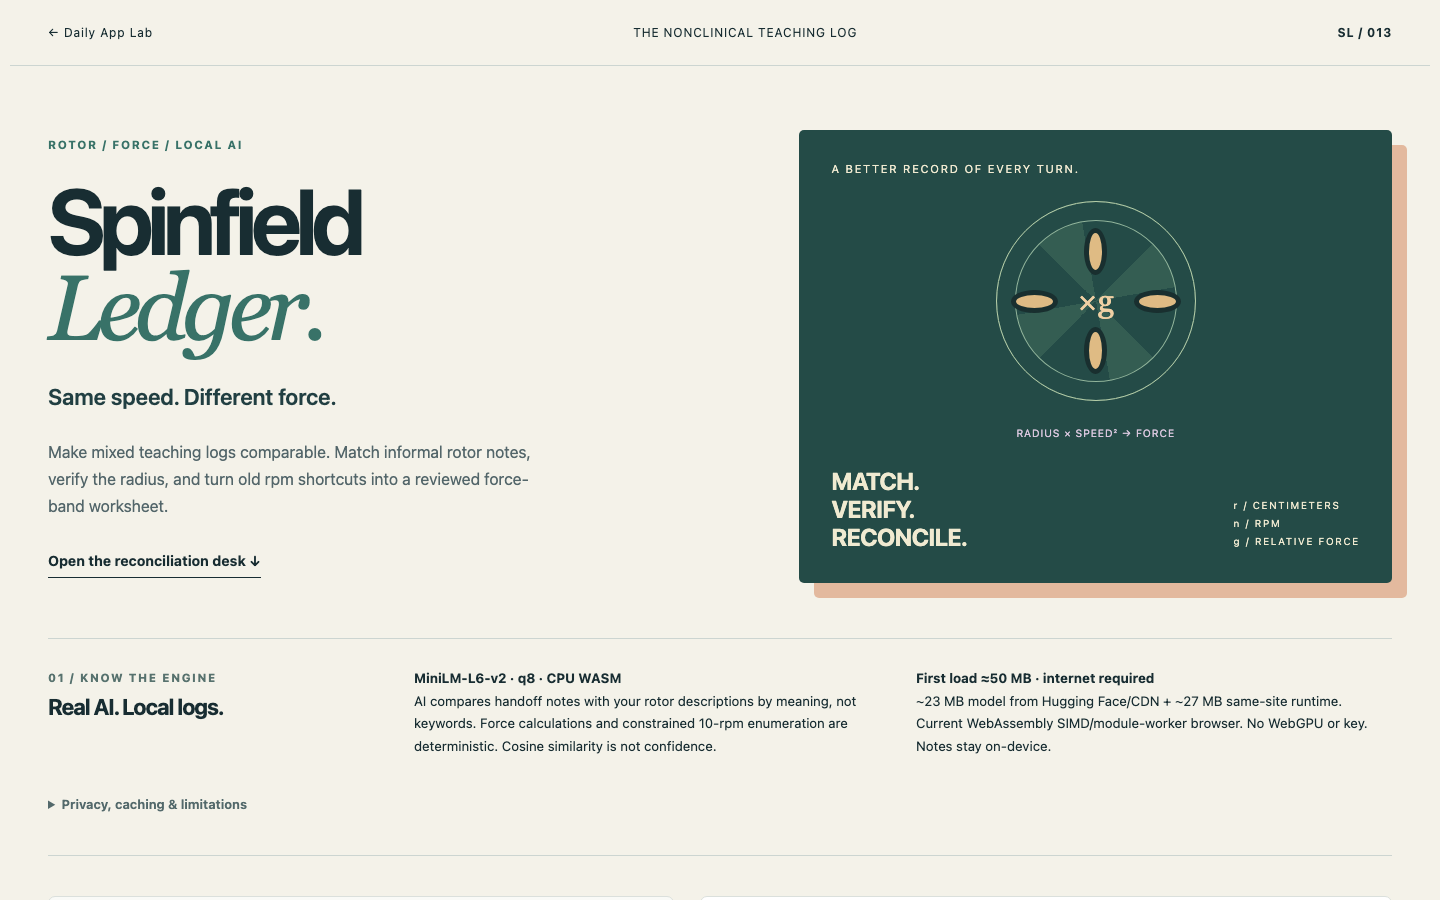 ← Daily App Lab
THE NONCLINICAL TEACHING LOG
SL / 013
ROTOR / FORCE / LOCAL AI
Spinfield
Ledger.
Same speed. Different force.
Make mixed teaching logs comparable. Match informal rotor notes,
verify the radius, and turn old rpm shortcuts into a reviewed force-
band worksheet.
Open the reconciliation desk ↓
A BETTER RECORD OF EVERY TURN.
×g
RADIUS × SPEED² → FORCE
MATCH.
VERIFY.
RECONCILE.
r / CENTIMETERS
n / RPM
g / RELATIVE FORCE
01 / KNOW THE ENGINE
Real AI. Local logs.
MiniLM-L6-v2 · q8 · CPU WASM
AI compares handoff notes with your rotor descriptions by meaning, not
keywords. Force calculations and constrained 10-rpm enumeration are
deterministic. Cosine similarity is not confidence.
First load ≈50 MB · internet required
~23 MB model from Hugging Face/CDN + ~27 MB same-site runtime.
Current WebAssembly SIMD/module-worker browser. No WebGPU or key.
Notes stay on-device.
▶ Privacy, caching & limitations